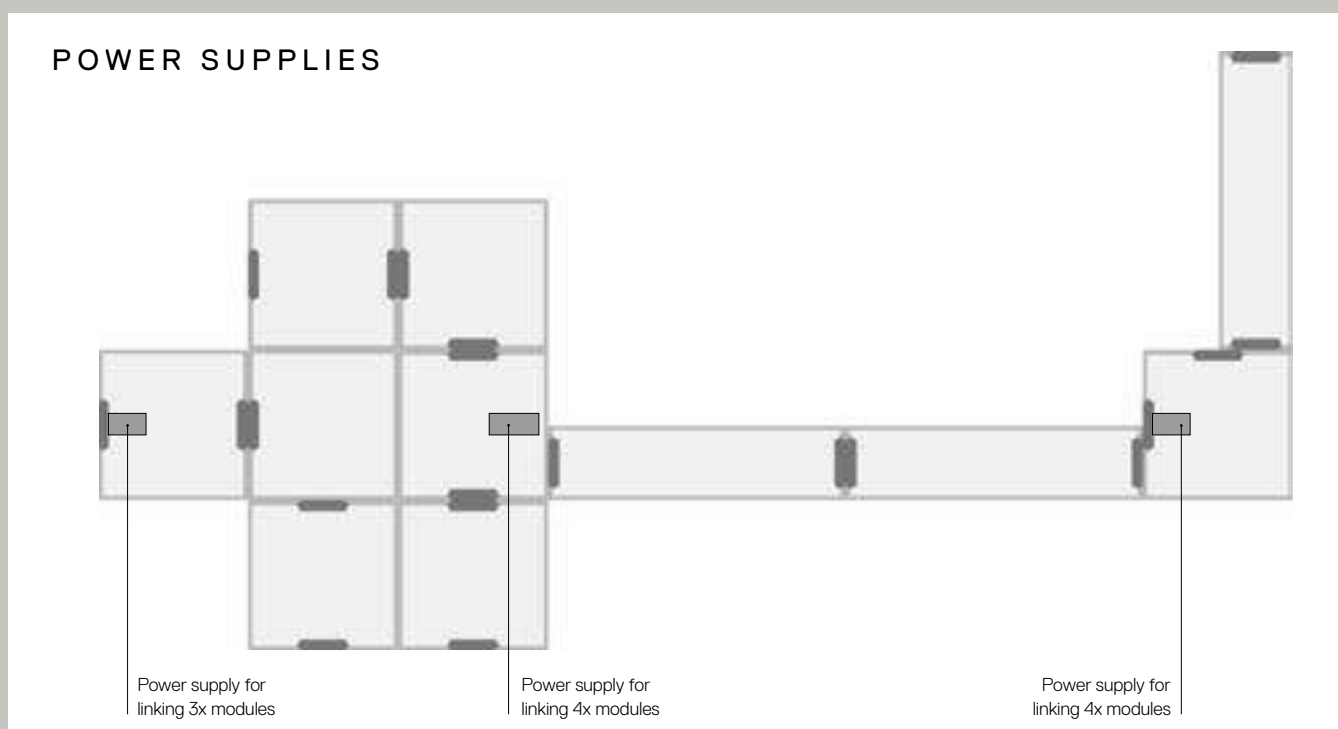 POWER SUPPLIES
Power supply for
linking 3x modules
Power supply for
linking 4x modules
Power supply for
linking 4x modules